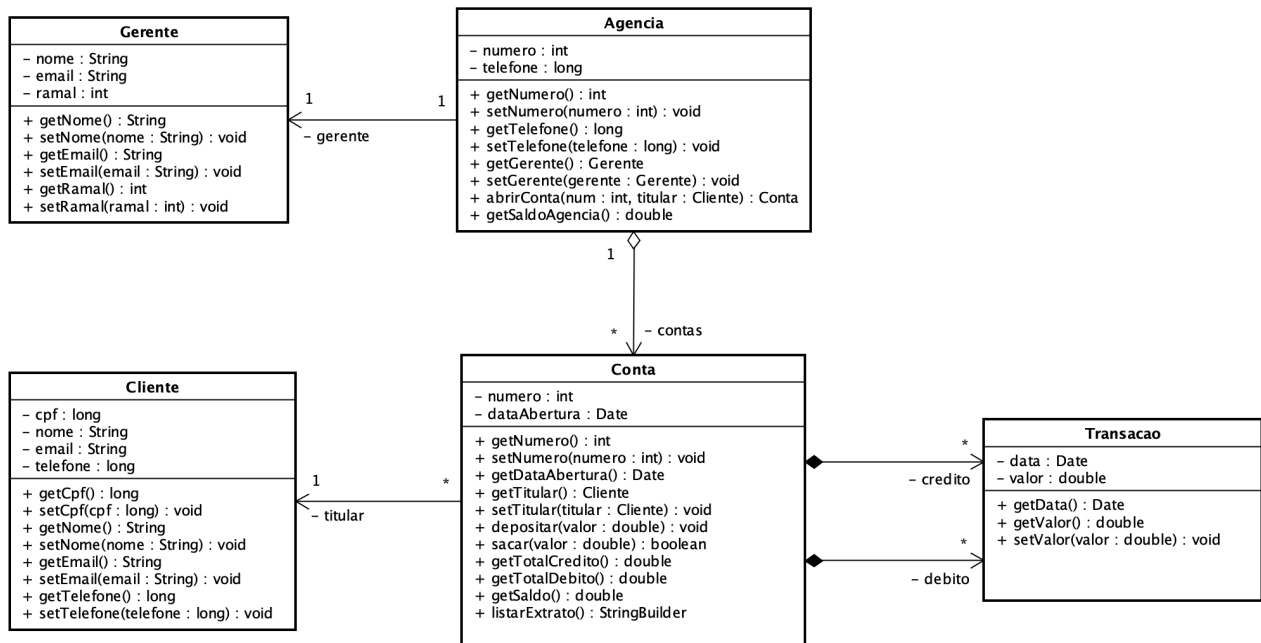 Gerente
– nome : String
– email : String
– ramal : int
+ getNome() : String
+ setNome(nome : String) : void
+ getEmail() : String
+ setEmail(email : String) : void
+ getRamal() : int
+ setRamal(ramal : int) : void
1
1
– gerente
Agencia
– numero : int
– telefone : long
+ getNumero() : int
+ setNumero(numero : int) : void
+ getTelefone() : long
+ setTelefone(telefone : long) : void
+ getGerente() : Gerente
+ setGerente(gerente : Gerente) : void
+ abrirConta(num : int, titular : Cliente) : Conta
+ getSaldoAgencia() : double
1
*
– contas
Cliente
– cpf : long
– nome : String
– email : String
– telefone : long
+ getCpf() : long
+ setCpf(cpf : long) : void
+ getNome() : String
+ setNome(nome : String) : void
+ getEmail() : String
+ setEmail(email : String) : void
+ getTelefone() : long
+ setTelefone(telefone : long) : void
1
*
– titular
Conta
– numero : int
– dataAbertura : Date
+ getNumero() : int
+ setNumero(numero : int) : void
+ getDataAbertura() : Date
+ getTitular() : Cliente
+ setTitular(titular : Cliente) : void
+ depositar(valor : double) : void
+ sacar(valor : double) : boolean
+ getTotalCredito() : double
+ getTotalDebito() : double
+ getSaldo() : double
+ listarExtrato() : StringBuilder
*
– credito
*
– debito
Transacao
– data : Date
– valor : double
+ getData() : Date
+ getValor() : double
+ setValor(valor : double) : void